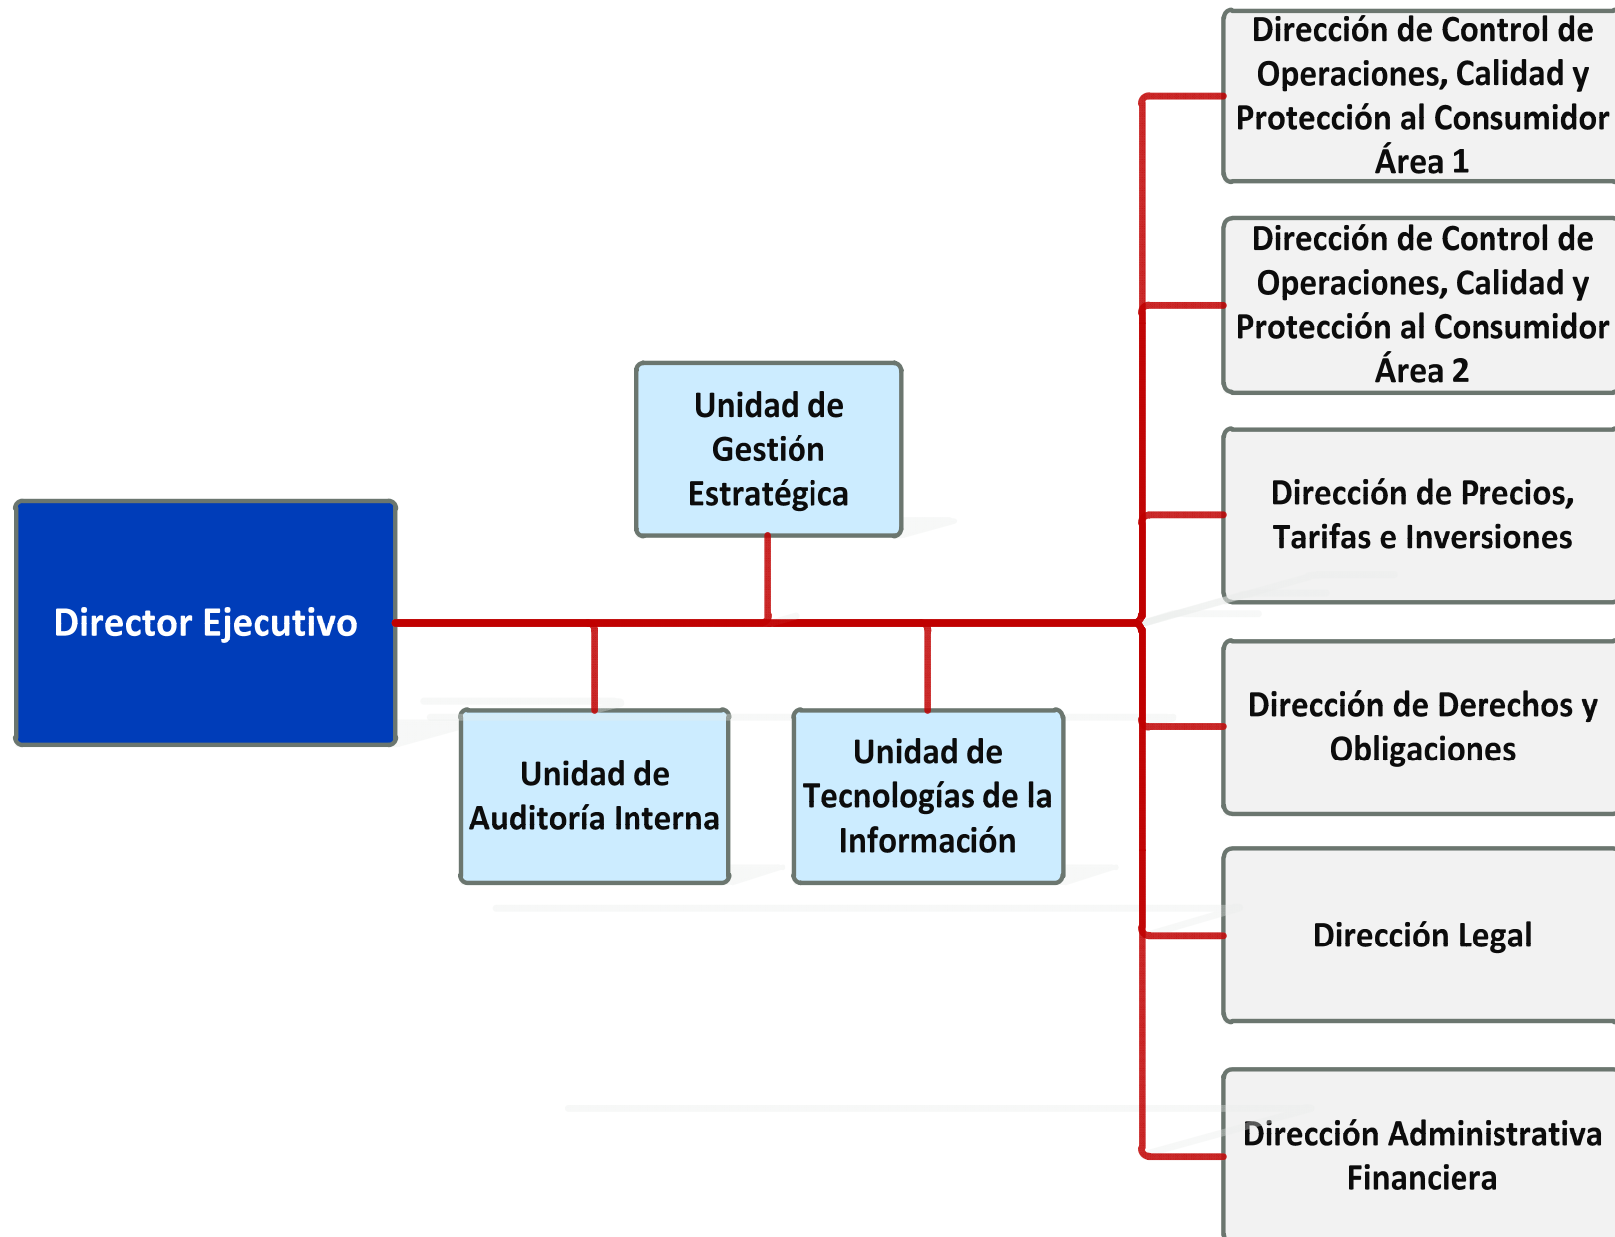 Dirección de Control de
Operaciones, Calidad y
Protección al Consumidor
Área 1
Dirección de Control de
Operaciones, Calidad y
Protección al Consumidor
Área 2
Unidad de
Gestión
Estratégica
Dirección de Precios,
Tarifas e Inversiones
Director Ejecutivo
Dirección de Derechos y
Obligaciones
Unidad de
Auditoría Interna
Unidad de
Tecnologías de la
Información
Dirección Legal
Dirección Administrativa
Financiera